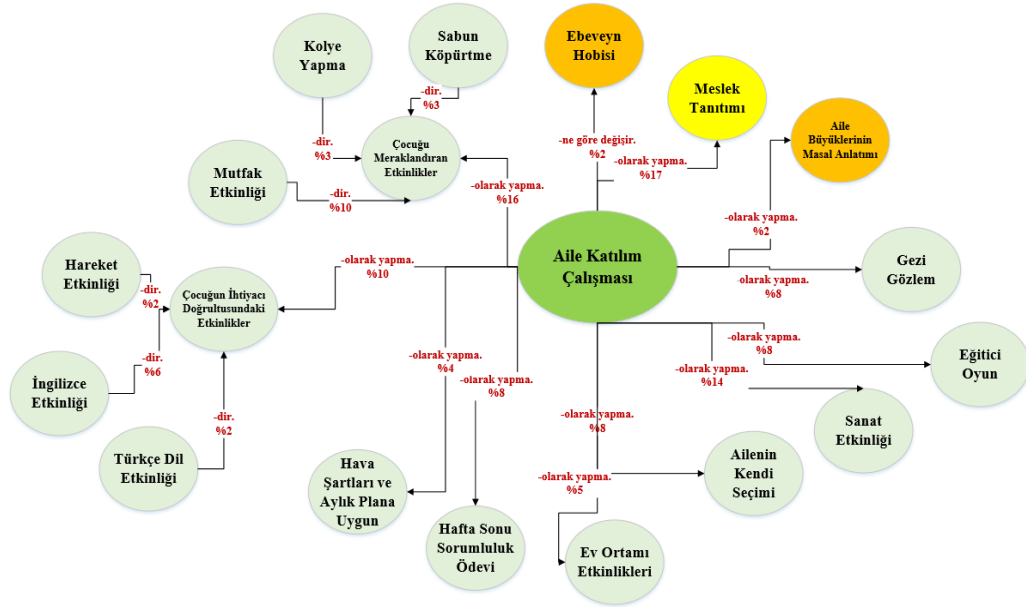 Kolye
Yapma
Sabun
Köpürtme
Ebeveyn
Hobisi
Meslek
Tanıtımı
Aile
Büyüklerinin
Masal Anlatımı
-dir.
%3
-dir.
%3
Çocuğu
Meraklandıran
Etkinlikler
-ne göre değişir.
%2
-olarak yapma.
%17
Mutfak
Etkinliği
-dir.
%10
-olarak yapma.
%16
-olarak yapma.
%2
Aile Katılım
Çalışması
Hareket
Etkinliği
-dir.
%2
Çocuğun İhtiyacı
Doğrultusundaki
Etkinlikler
-olarak yapma.
%10
-olarak yapma.
%8
Gezi
Gözlem
İngilizce
Etkinliği
-dir.
%6
-olarak yapma.
%4
-olarak yapma.
%8
-olarak yapma.
%8
-olarak yapma.
%14
Eğitici
Oyun
Türkçe Dil
Etkinliği
-dir.
%2
-olarak yapma.
%8
Sanat
Etkinliği
Hava
Şartları ve
Aylık Plana
Uygun
Hafta Sonu
Sorumluluk
Ödevi
-olarak yapma.
%5
Ailenin
Kendi
Seçimi
Ev Ortamı
Etkinlikleri